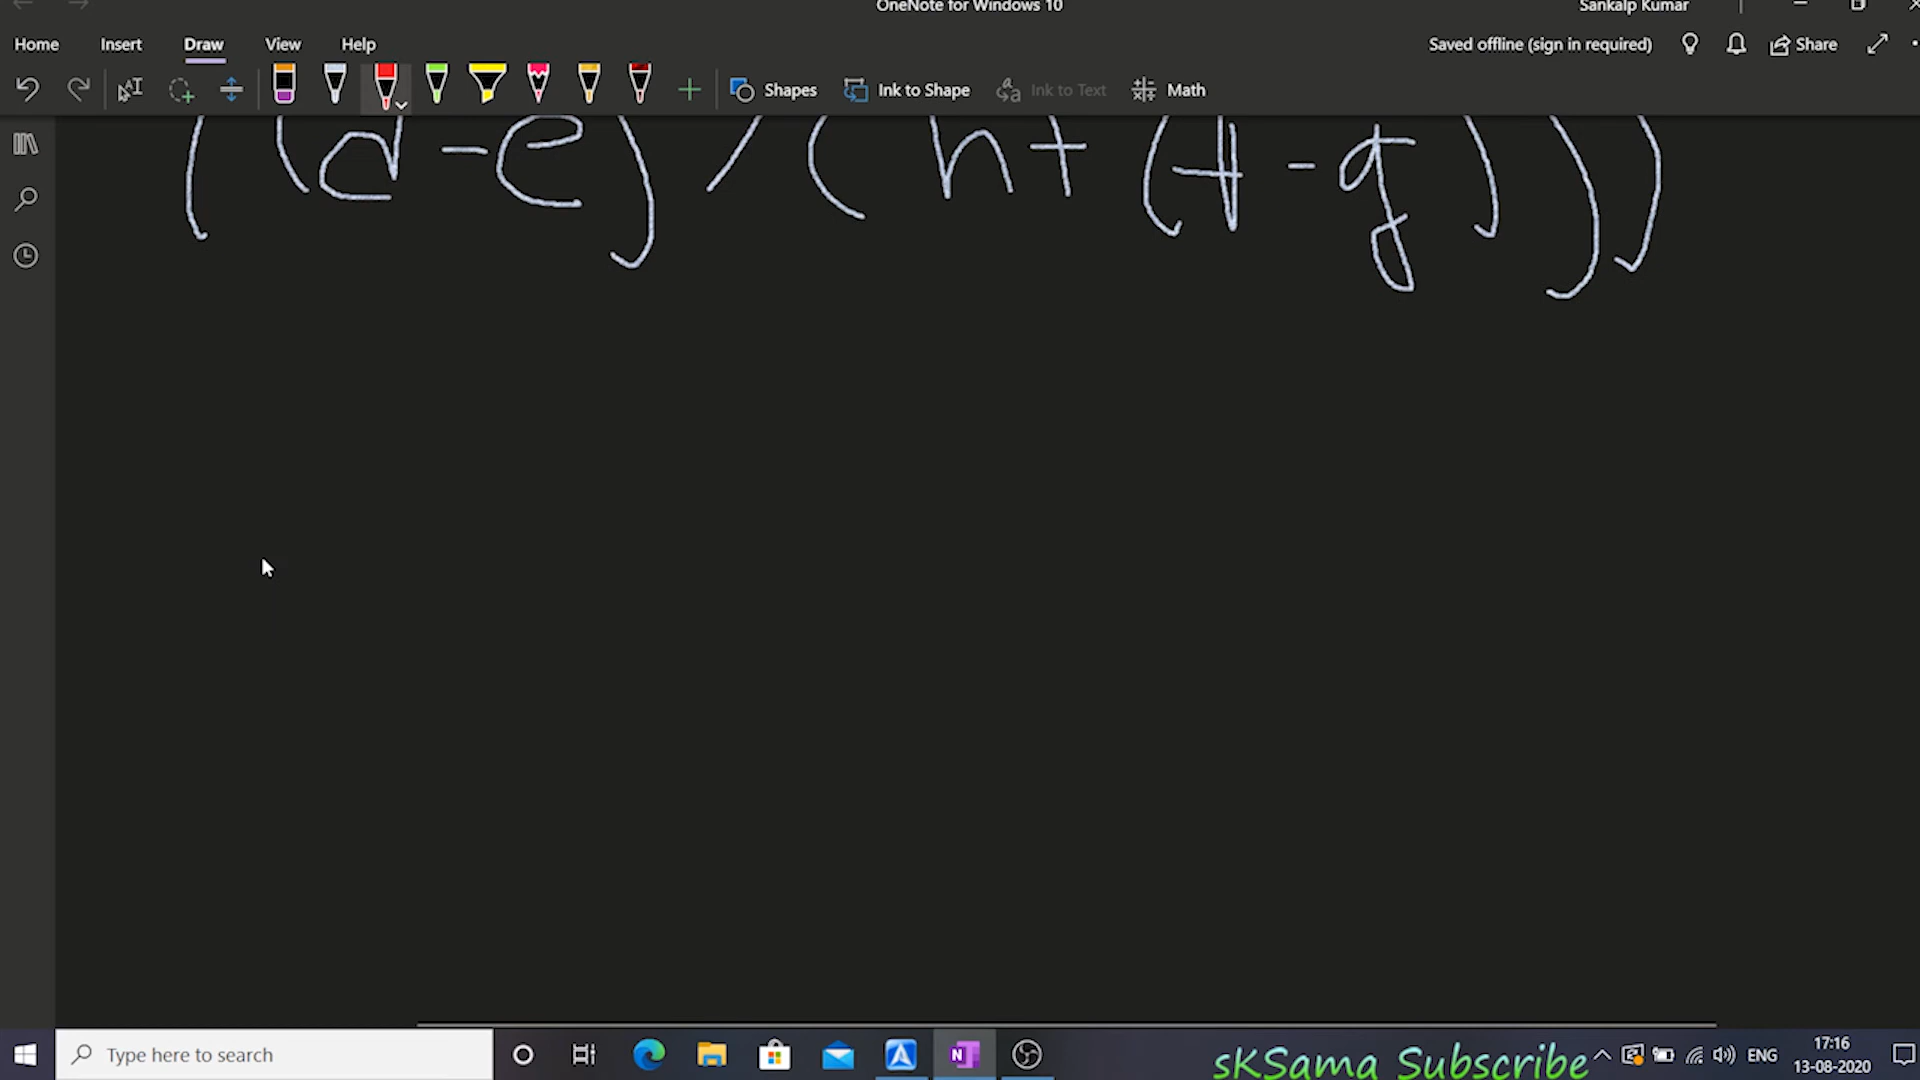 OneNote for Windows 10
Sankalp Kumar
Home Insert Draw View Help
Saved offline (sign in required) Share
Shapes Ink to Shape Ink to Text Math
((d-e)/(n+(f-g)))
Type here to search
sKSama Subscribe
ENG
17:16
13-08-2020